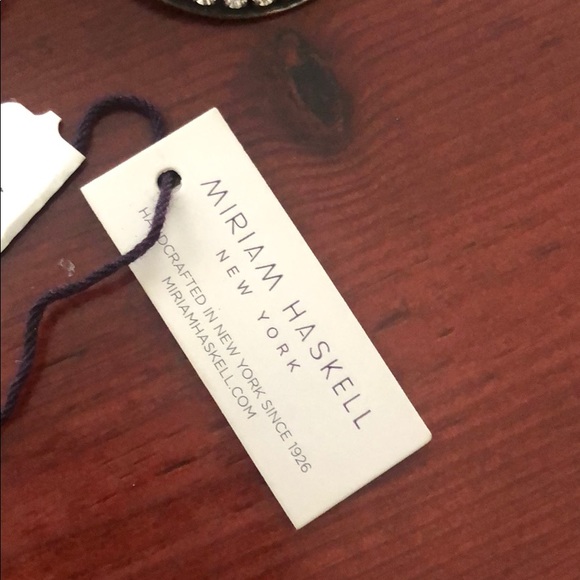 MIRIAM HASKELL
NEW YORK
HANDCRAFTED IN NEW YORK SINCE 1926
MIRIAMHASKELL.COM